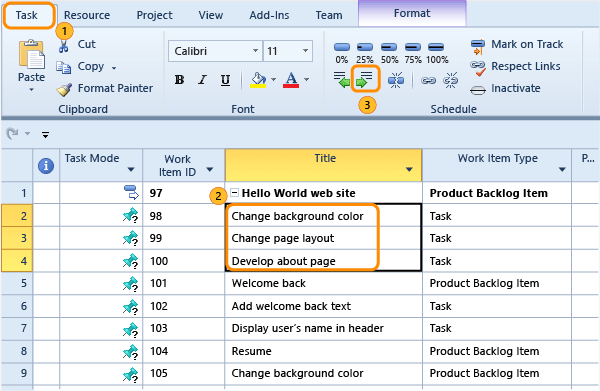 Task Resource Project View Add-Ins Team Format
1
Cut
Copy
Format Painter
Paste
Clipboard
Calibri 11
B I U A
Font
0% 25% 50% 75% 100%
3
Mark on Track
Respect Links
Inactivate
Schedule
Task Mode Work Item ID Title Work Item Type P...
1 97 2 Hello World web site Product Backlog Item
2 98 Change background color Task
3 99 Change page layout Task
4 100 Develop about page Task
5 101 Welcome back Product Backlog Item
6 102 Add welcome back text Task
7 103 Display user's name in header Task
8 104 Resume Product Backlog Item
9 105 Change background color Product Backlog Item